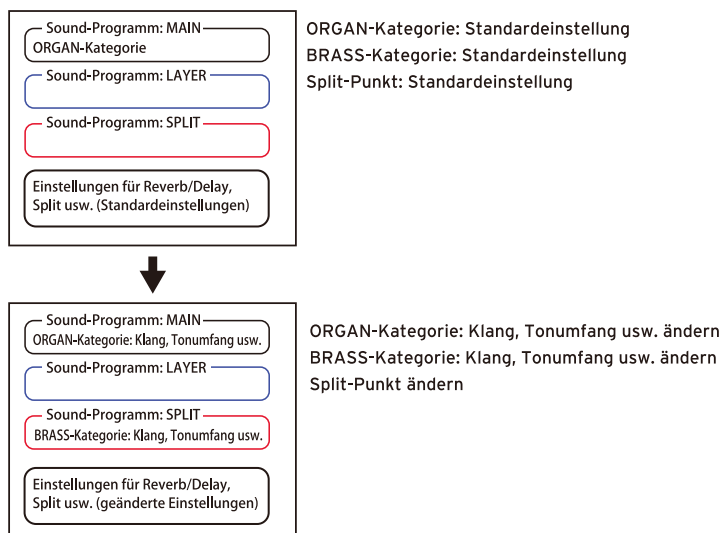 Sound-Programm: MAIN
ORGAN-Kategorie
Sound-Programm: LAYER
Sound-Programm: SPLIT
Einstellungen für Reverb/Delay,
Split usw. (Standardeinstellungen)
ORGAN-Kategorie: Standardeinstellung
BRASS-Kategorie: Standardeinstellung
Split-Punkt: Standardeinstellung
Sound-Programm: MAIN
ORGAN-Kategorie: Klang, Tonumfang usw.
Sound-Programm: LAYER
Sound-Programm: SPLIT
BRASS-Kategorie: Klang, Tonumfang usw.
Einstellungen für Reverb/Delay,
Split usw. (geänderte Einstellungen)
ORGAN-Kategorie: Klang, Tonumfang usw. ändern
BRASS-Kategorie: Klang, Tonumfang usw. ändern
Split-Punkt ändern